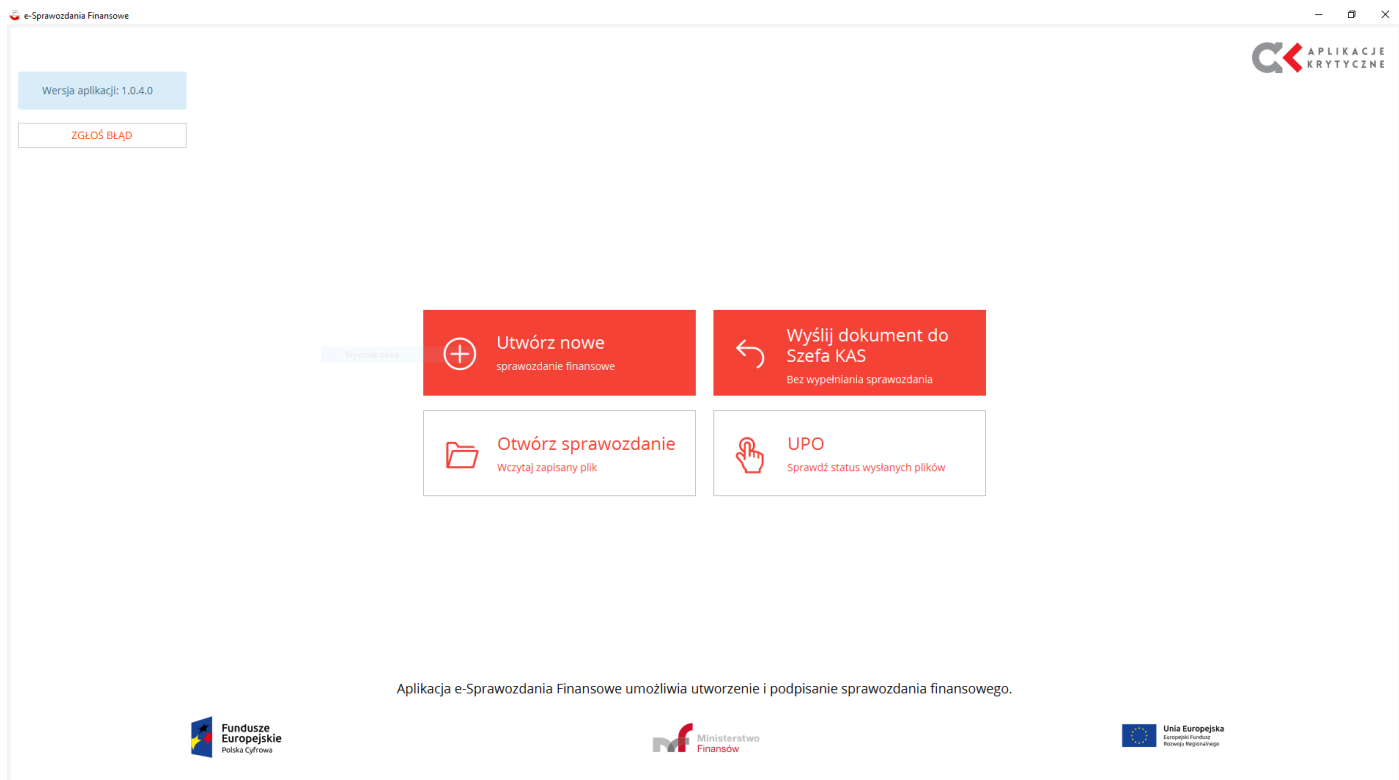 e-Sprawozdania Finansowe
APLIKACJE
KRYTYCZNE
Wersja aplikacji: 1.0.4.0
ZGŁOŚ BŁĄD
Utwórz nowe
sprawozdanie finansowe
Wyślij dokument do
Szefa KAS
Bez wypełniania sprawozdania
Wycinek okna
Otwórz sprawozdanie
Wczytaj zapisany plik
UPO
Sprawdź status wysłanych plików
Aplikacja e-Sprawozdania Finansowe umożliwia utworzenie i podpisanie sprawozdania finansowego.
Fundusze
Europejskie
Polska Cyfrowa
Ministerstwo
Finansów
Unia Europejska
Europejski Fundusz
Rozwoju Regionalnego